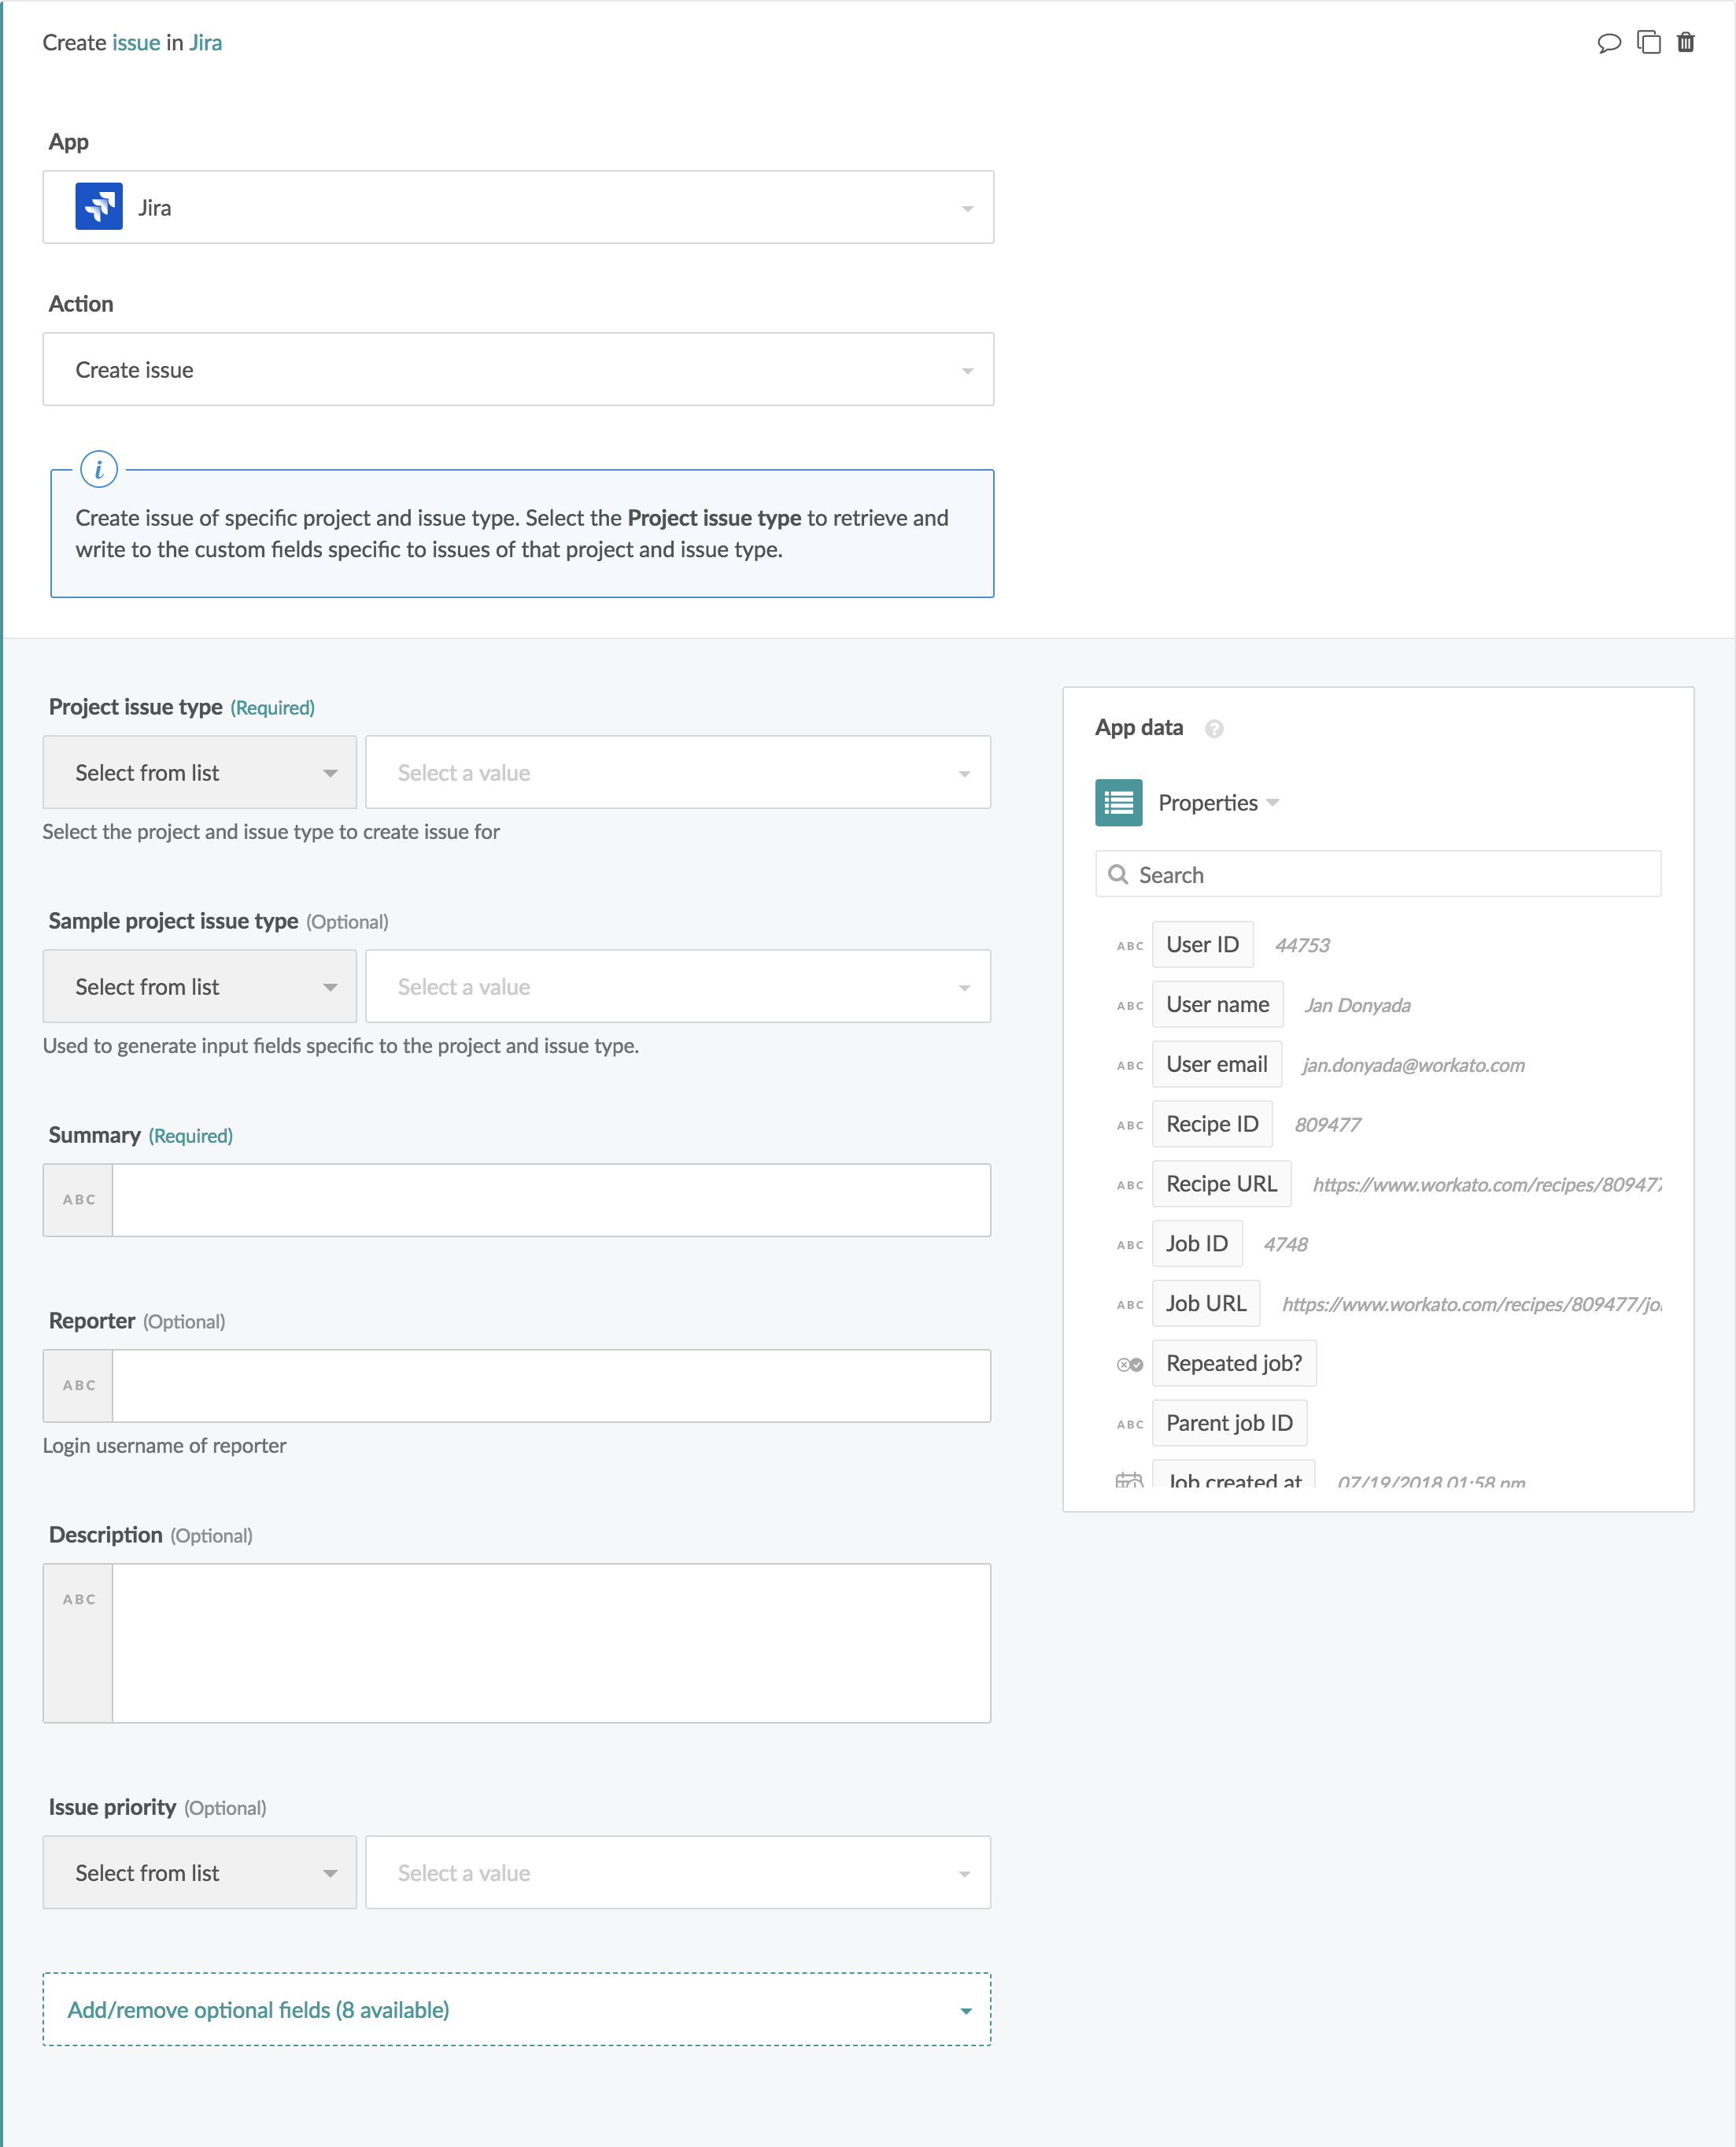 Create issue in Jira
App
Jira
Action
Create issue
i
Create issue of specific project and issue type. Select the Project issue type to retrieve and
write to the custom fields specific to issues of that project and issue type.
Project issue type (Required)
Select from list
Select a value
Select the project and issue type to create issue for
Sample project issue type (Optional)
Select from list
Select a value
Used to generate input fields specific to the project and issue type.
Summary (Required)
ABC
Reporter (Optional)
ABC
Login username of reporter
Description (Optional)
ABC
Issue priority (Optional)
Select from list
Select a value
Add/remove optional fields (8 available)
App data ?
Properties
Search
ABC User ID 44753
ABC User name Jan Donyada
ABC User email jan.donyada@workato.com
ABC Recipe ID 809477
ABC Recipe URL https://www.workato.com/recipes/809477
ABC Job ID 4748
ABC Job URL https://www.workato.com/recipes/809477/jo
Repeated job?
ABC Parent job ID
Job created at 07/19/2018 01:58 pm